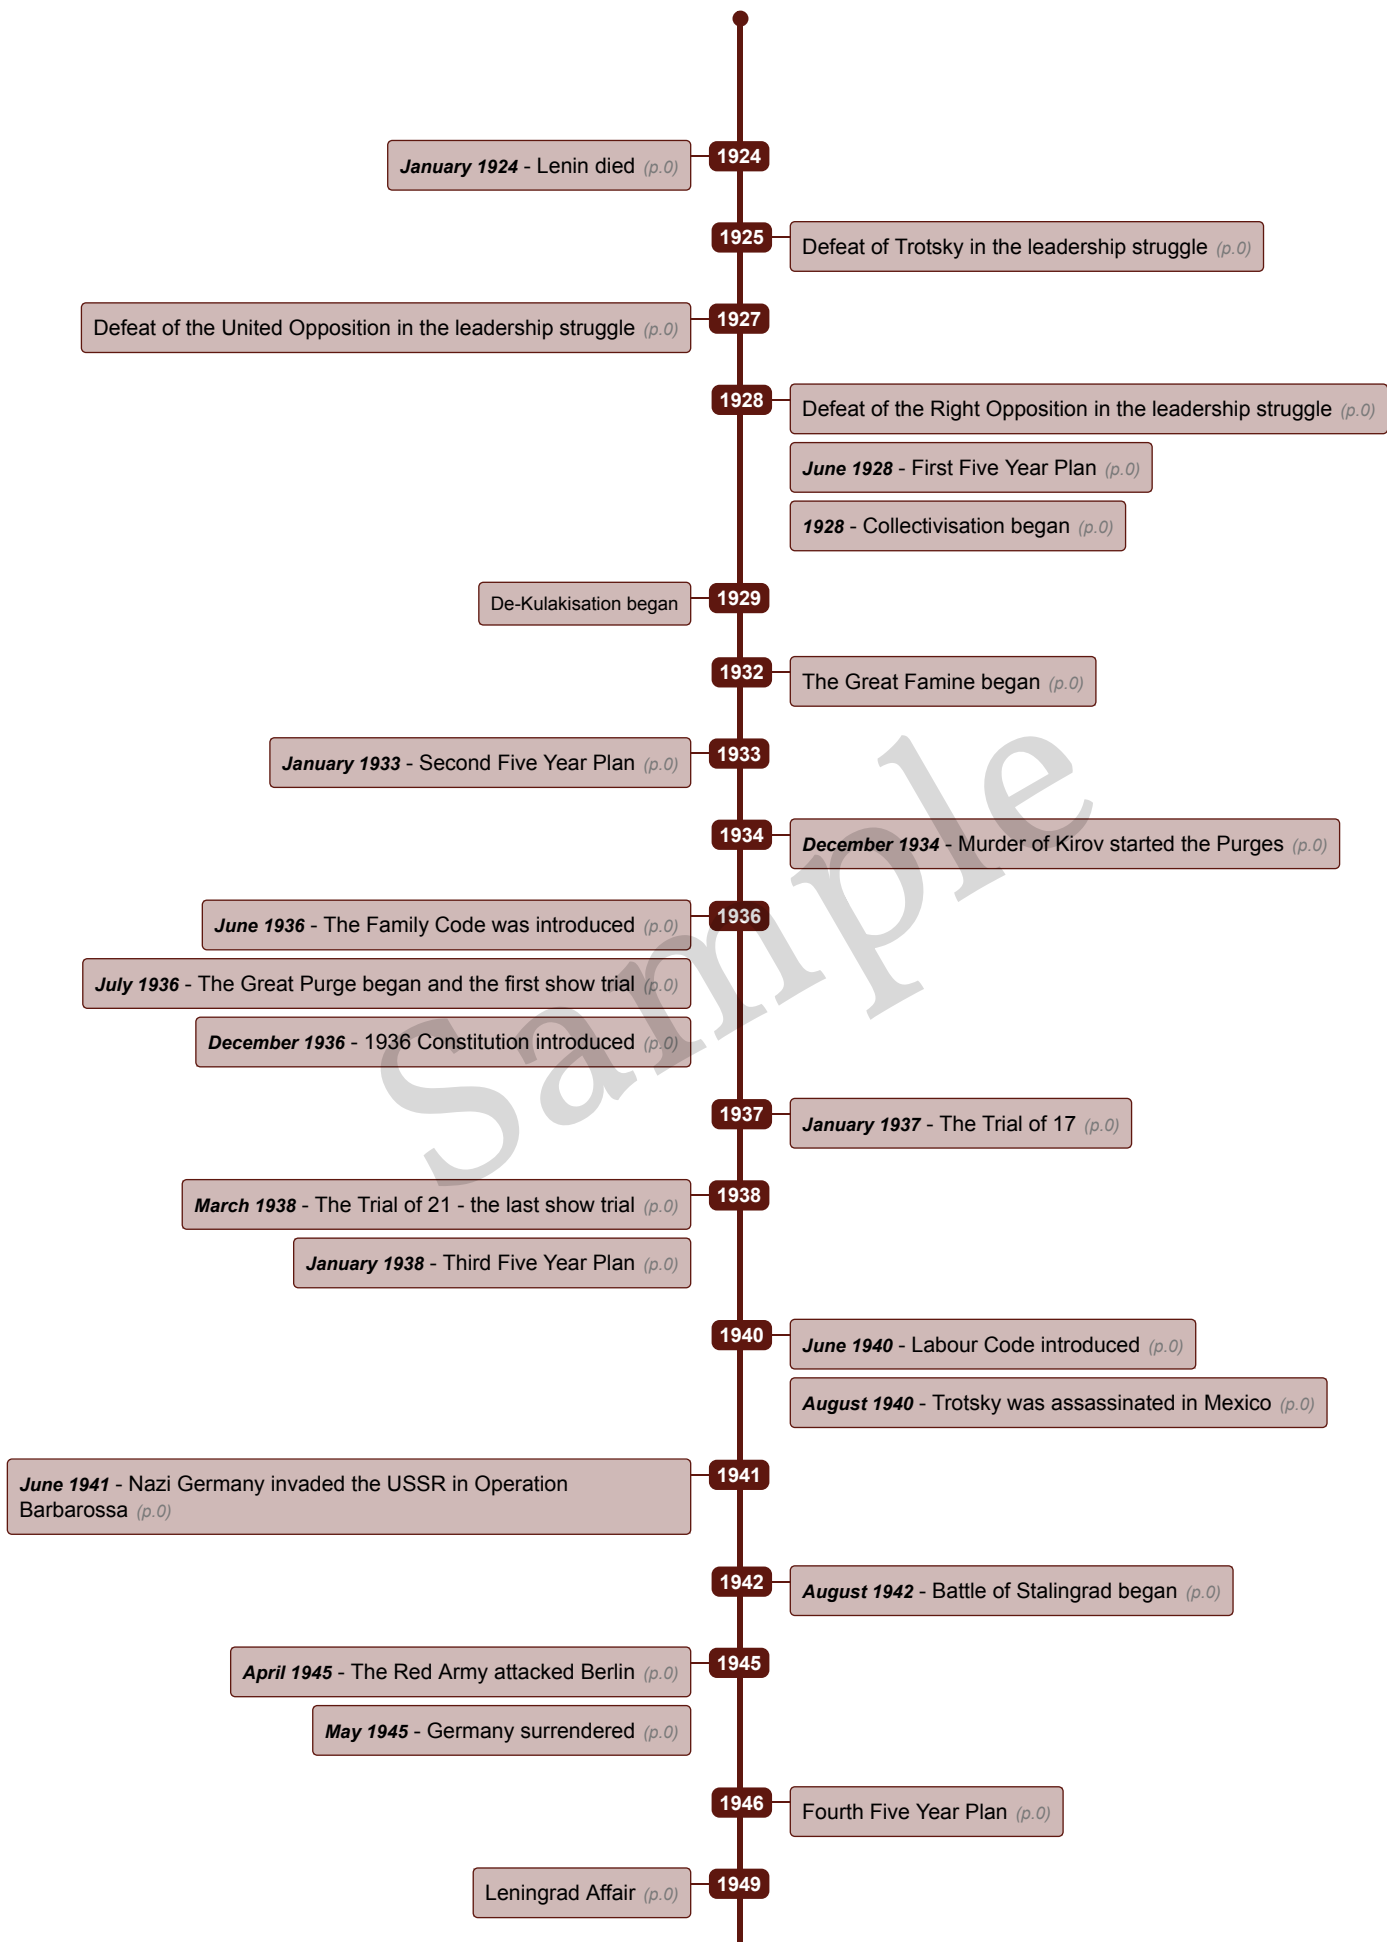 1924
January 1924 - Lenin died (p.0)
1925
Defeat of Trotsky in the leadership struggle (p.0)
1927
Defeat of the United Opposition in the leadership struggle (p.0)
1928
Defeat of the Right Opposition in the leadership struggle (p.0)
June 1928 - First Five Year Plan (p.0)
1928 - Collectivisation began (p.0)
1929
De-Kulakisation began
1932
The Great Famine began (p.0)
1933
January 1933 - Second Five Year Plan (p.0)
1934
December 1934 - Murder of Kirov started the Purges (p.0)
1936
June 1936 - The Family Code was introduced (p.0)
July 1936 - The Great Purge began and the first show trial (p.0)
December 1936 - 1936 Constitution introduced (p.0)
1937
January 1937 - The Trial of 17 (p.0)
1938
March 1938 - The Trial of 21 - the last show trial (p.0)
January 1938 - Third Five Year Plan (p.0)
1940
June 1940 - Labour Code introduced (p.0)
August 1940 - Trotsky was assassinated in Mexico (p.0)
1941
June 1941 - Nazi Germany invaded the USSR in Operation
Barbarossa (p.0)
1942
August 1942 - Battle of Stalingrad began (p.0)
1945
April 1945 - The Red Army attacked Berlin (p.0)
May 1945 - Germany surrendered (p.0)
1946
Fourth Five Year Plan (p.0)
1949
Leningrad Affair (p.0)
Sample